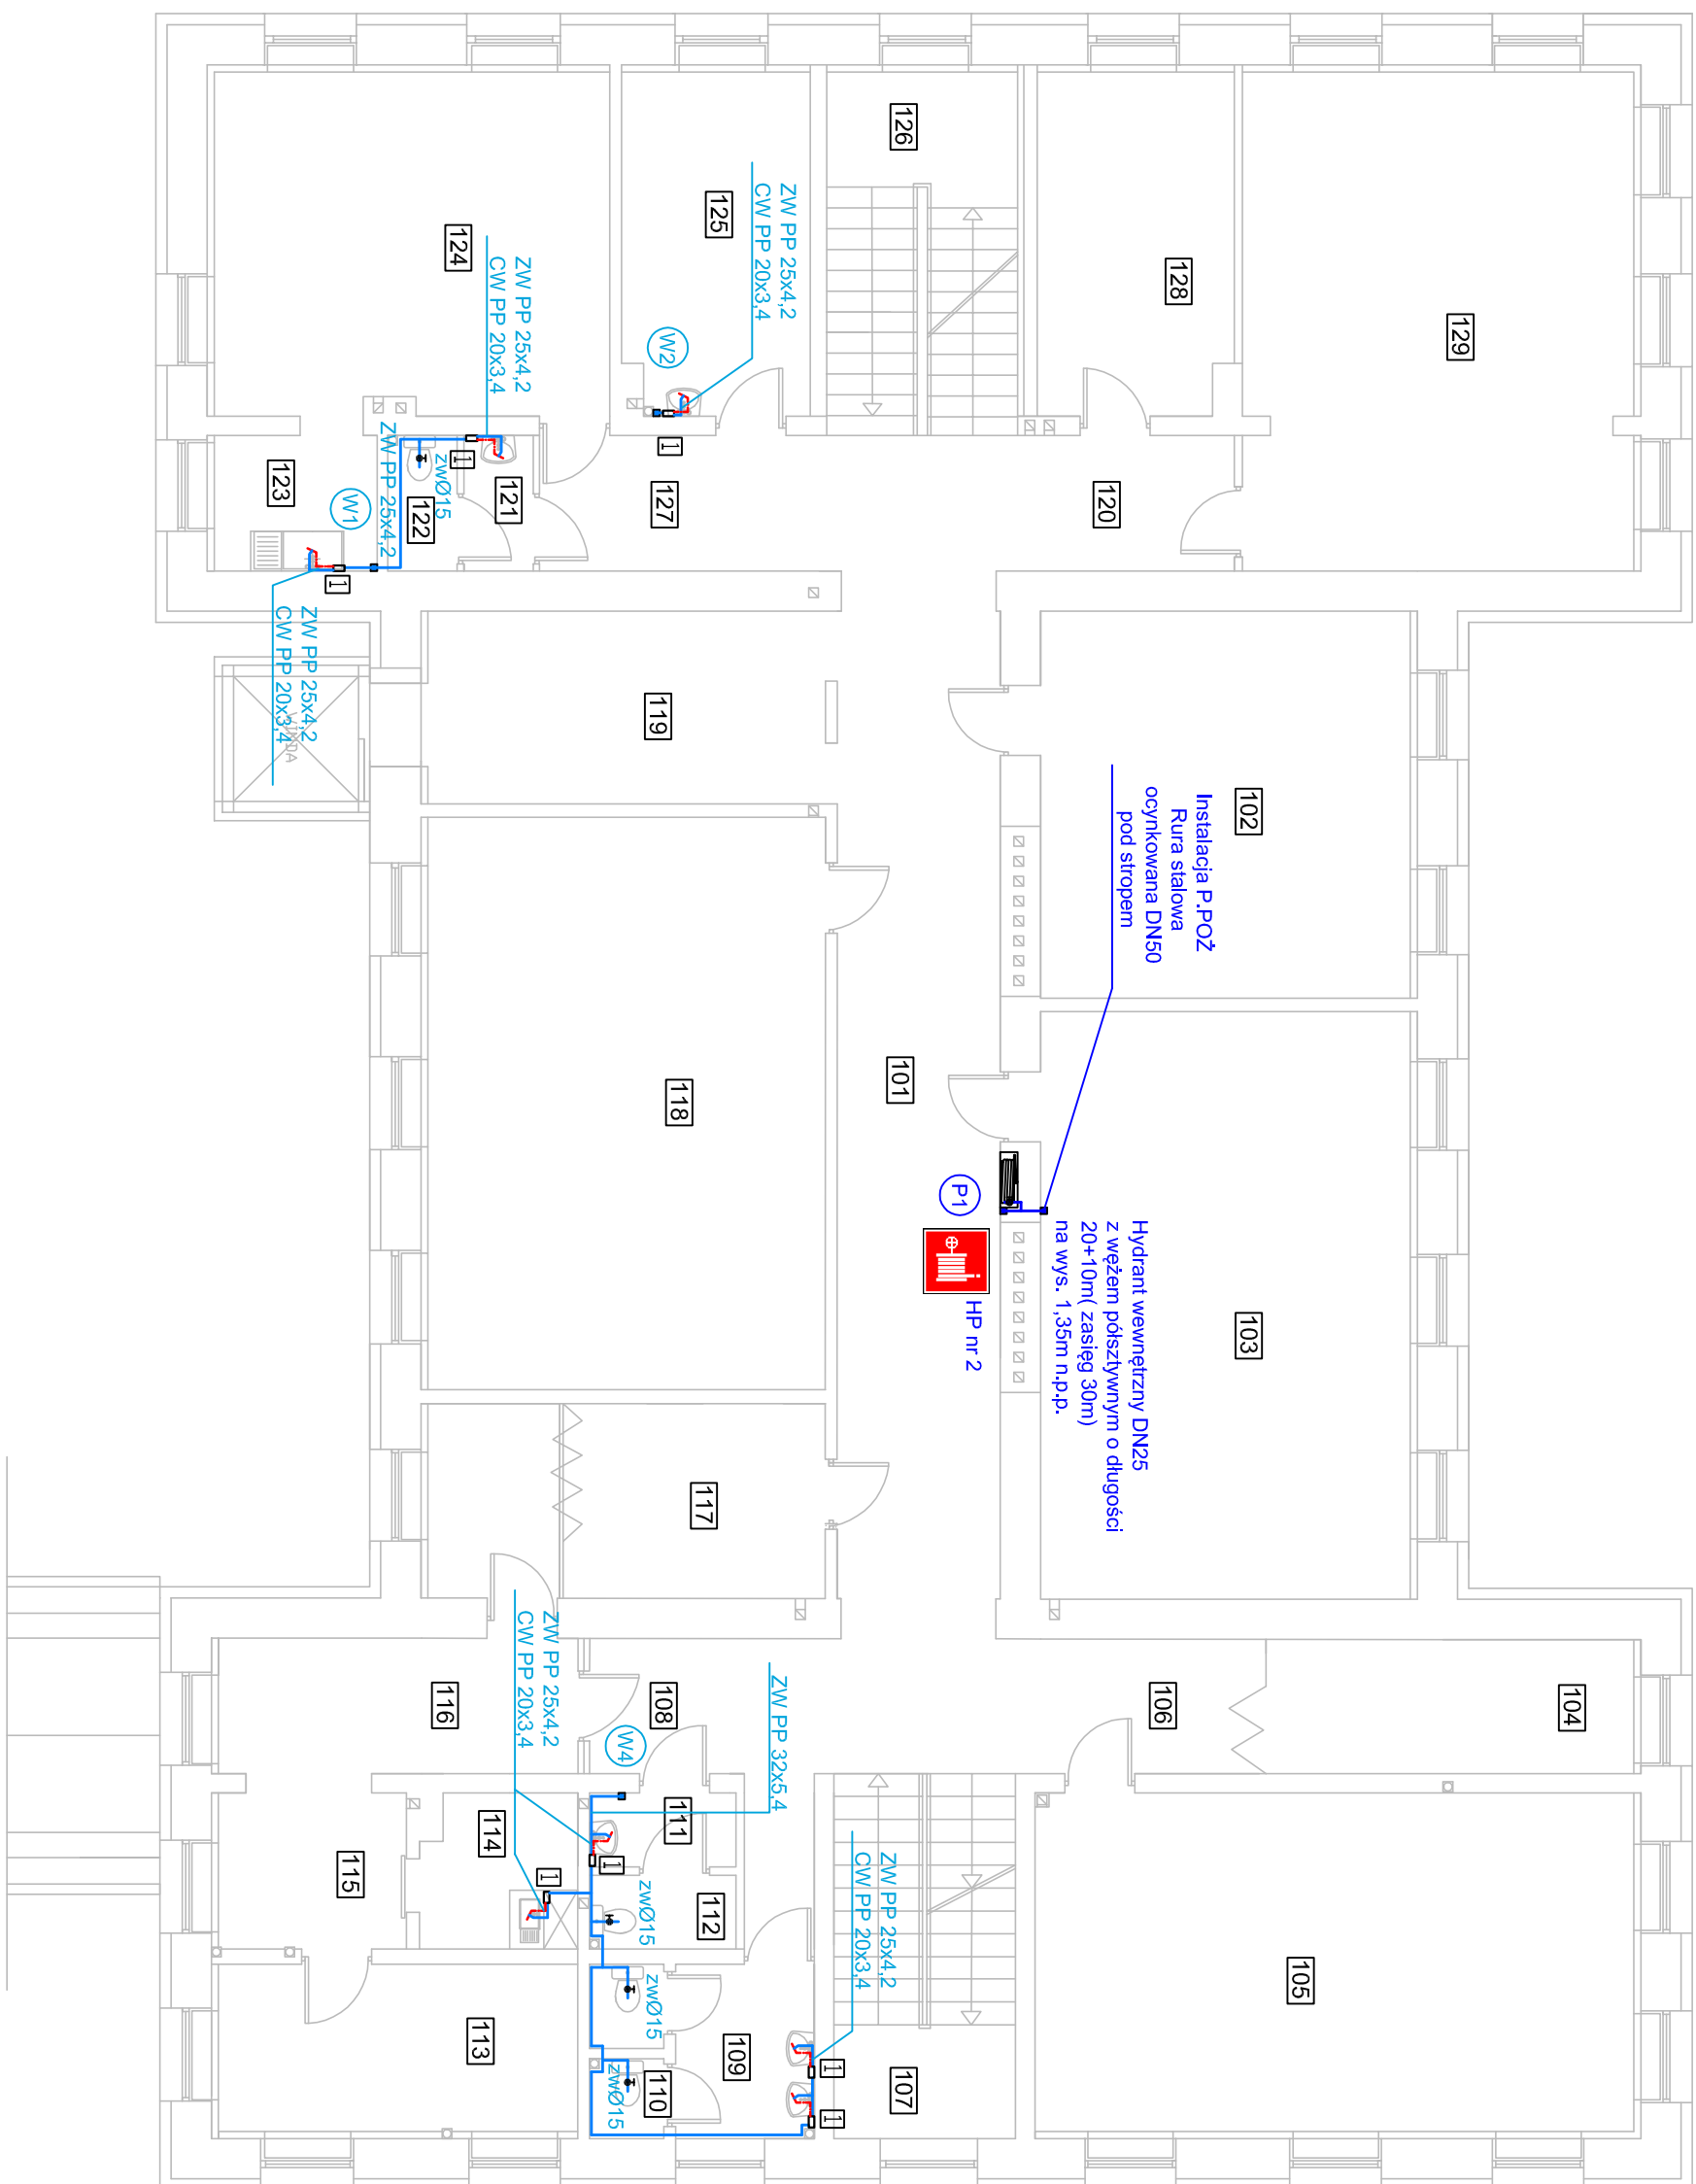 126
125
ZW PP 25x4,2
CW PP 20x3,4
124
ZW PP 25x4,2
CW PP 20x3,4
W2
1
128
129
127
120
123
W1
ZW PP 25x4,2
122
zwØ15
1
121
1
ZW PP 25x4,2
CW PP 20x3,4
WINDA
119
102
Instalacja P.POŻ
Rura stalowa
ocynkowana DN50
pod stropem
101
118
P1
HP nr 2
Hydrant wewnętrzny DN25
z wężem półsztywnym o długości
20+10m( zasięg 30m)
na wys. 1,35m n.p.p.
103
117
116
ZW PP 25x4,2
CW PP 20x3,4
108
W4
ZW PP 32x5,4
106
104
111
1
114
1
115
112
zwØ15
ZW PP 25x4,2
CW PP 20x3,4
105
113
zwØ15
109
110
zwØ15
1
1
107